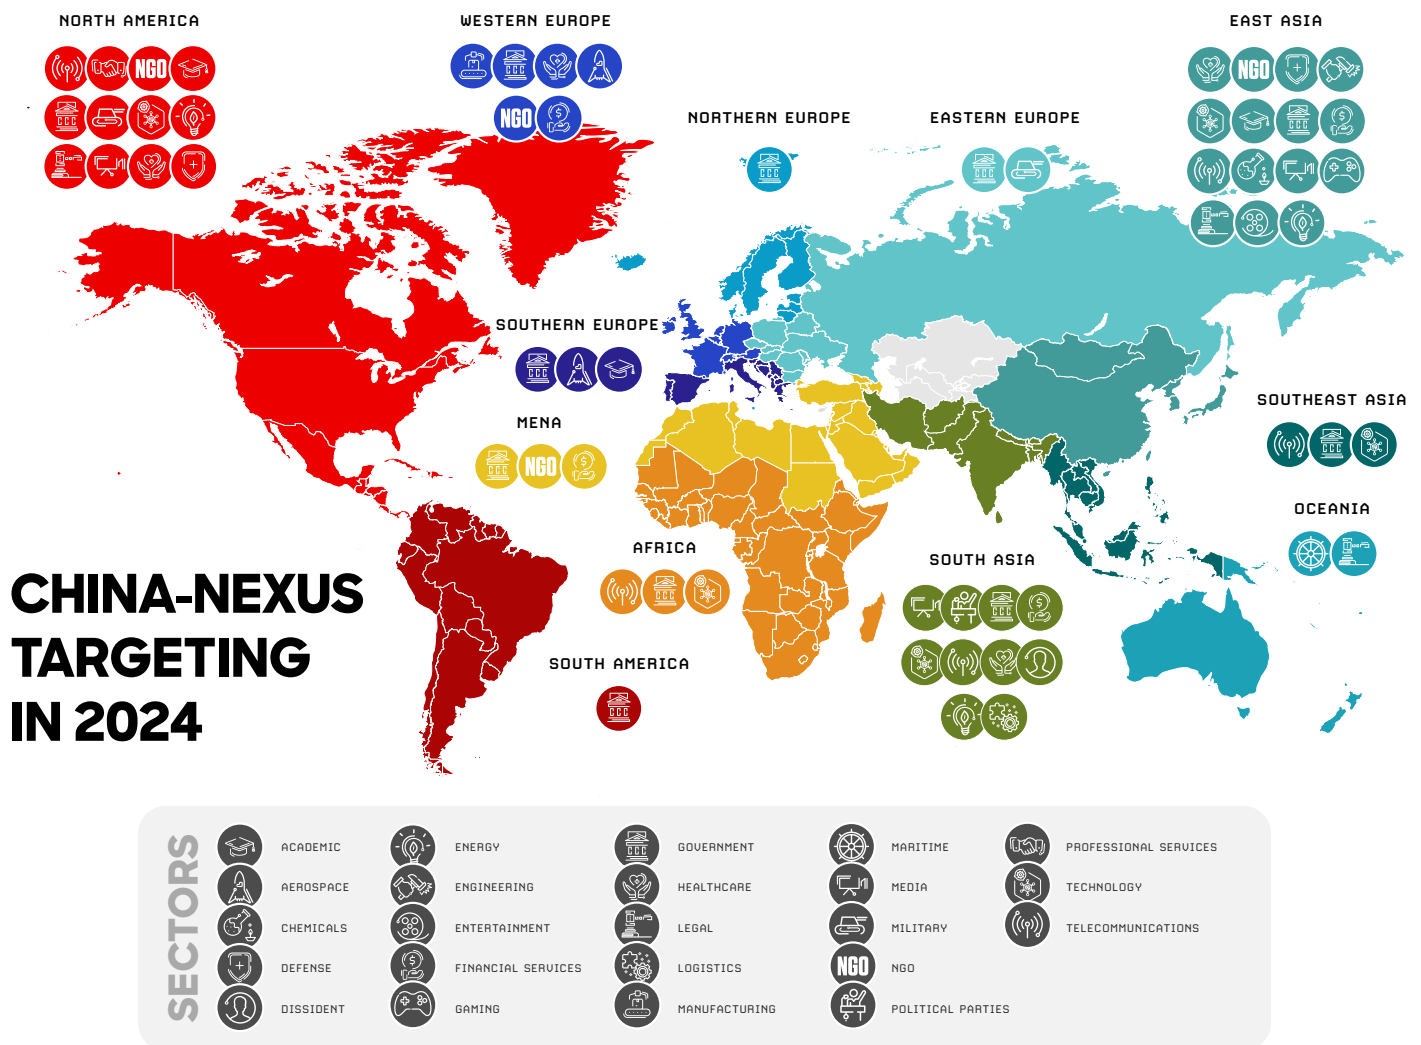 NORTH AMERICA
NGO
WESTERN EUROPE
NGO
NORTHERN EUROPE
EASTERN EUROPE
EAST ASIA
NGO
SOUTHERN EUROPE
MENA
NGO
SOUTHEAST ASIA
OCEANIA
AFRICA
SOUTH ASIA
SOUTH AMERICA
CHINA-NEXUS
TARGETING
IN 2024
SECTORS
ACADEMIC
AEROSPACE
CHEMICALS
DEFENSE
DISSIDENT
ENERGY
ENGINEERING
ENTERTAINMENT
FINANCIAL SERVICES
GAMING
GOVERNMENT
HEALTHCARE
LEGAL
LOGISTICS
MANUFACTURING
MARITIME
MEDIA
MILITARY
NGO
NGO
POLITICAL PARTIES
PROFESSIONAL SERVICES
TECHNOLOGY
TELECOMMUNICATIONS